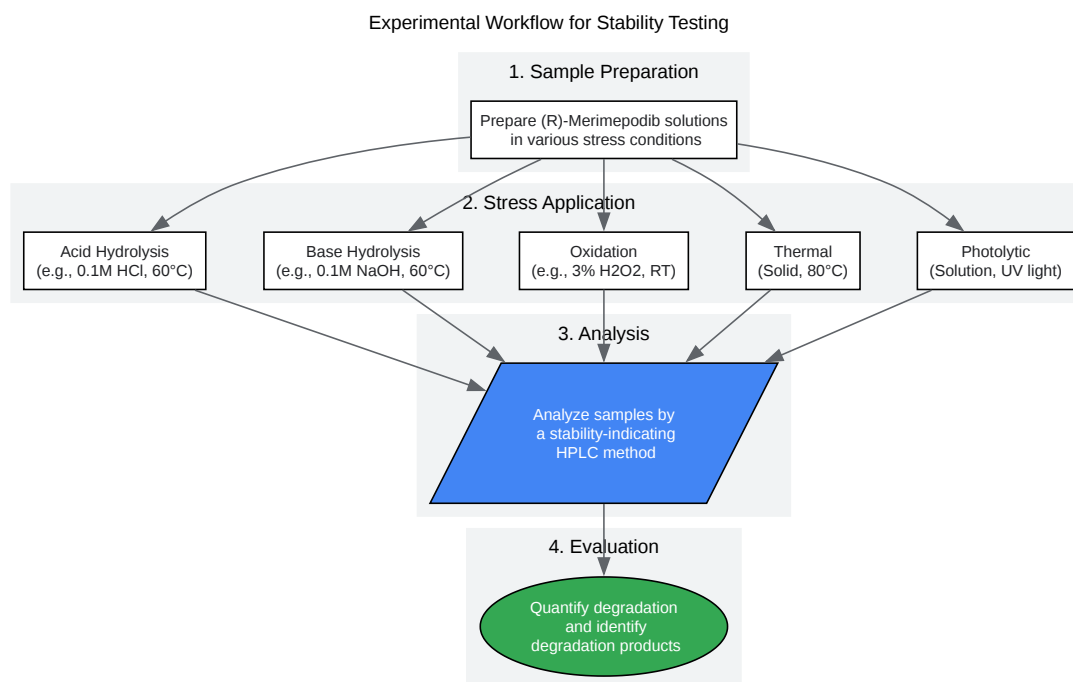 Experimental Workflow for Stability Testing
1. Sample Preparation
Prepare (R)-Merimepodib solutions
in various stress conditions
2. Stress Application
Acid Hydrolysis
(e.g., 0.1M HCl, 60°C)
Base Hydrolysis
(e.g., 0.1M NaOH, 60°C)
Oxidation
(e.g., 3% H2O2, RT)
Thermal
(Solid, 80°C)
Photolytic
(Solution, UV light)
3. Analysis
Analyze samples by
a stability-indicating
HPLC method
4. Evaluation
Quantify degradation
and identify
degradation products